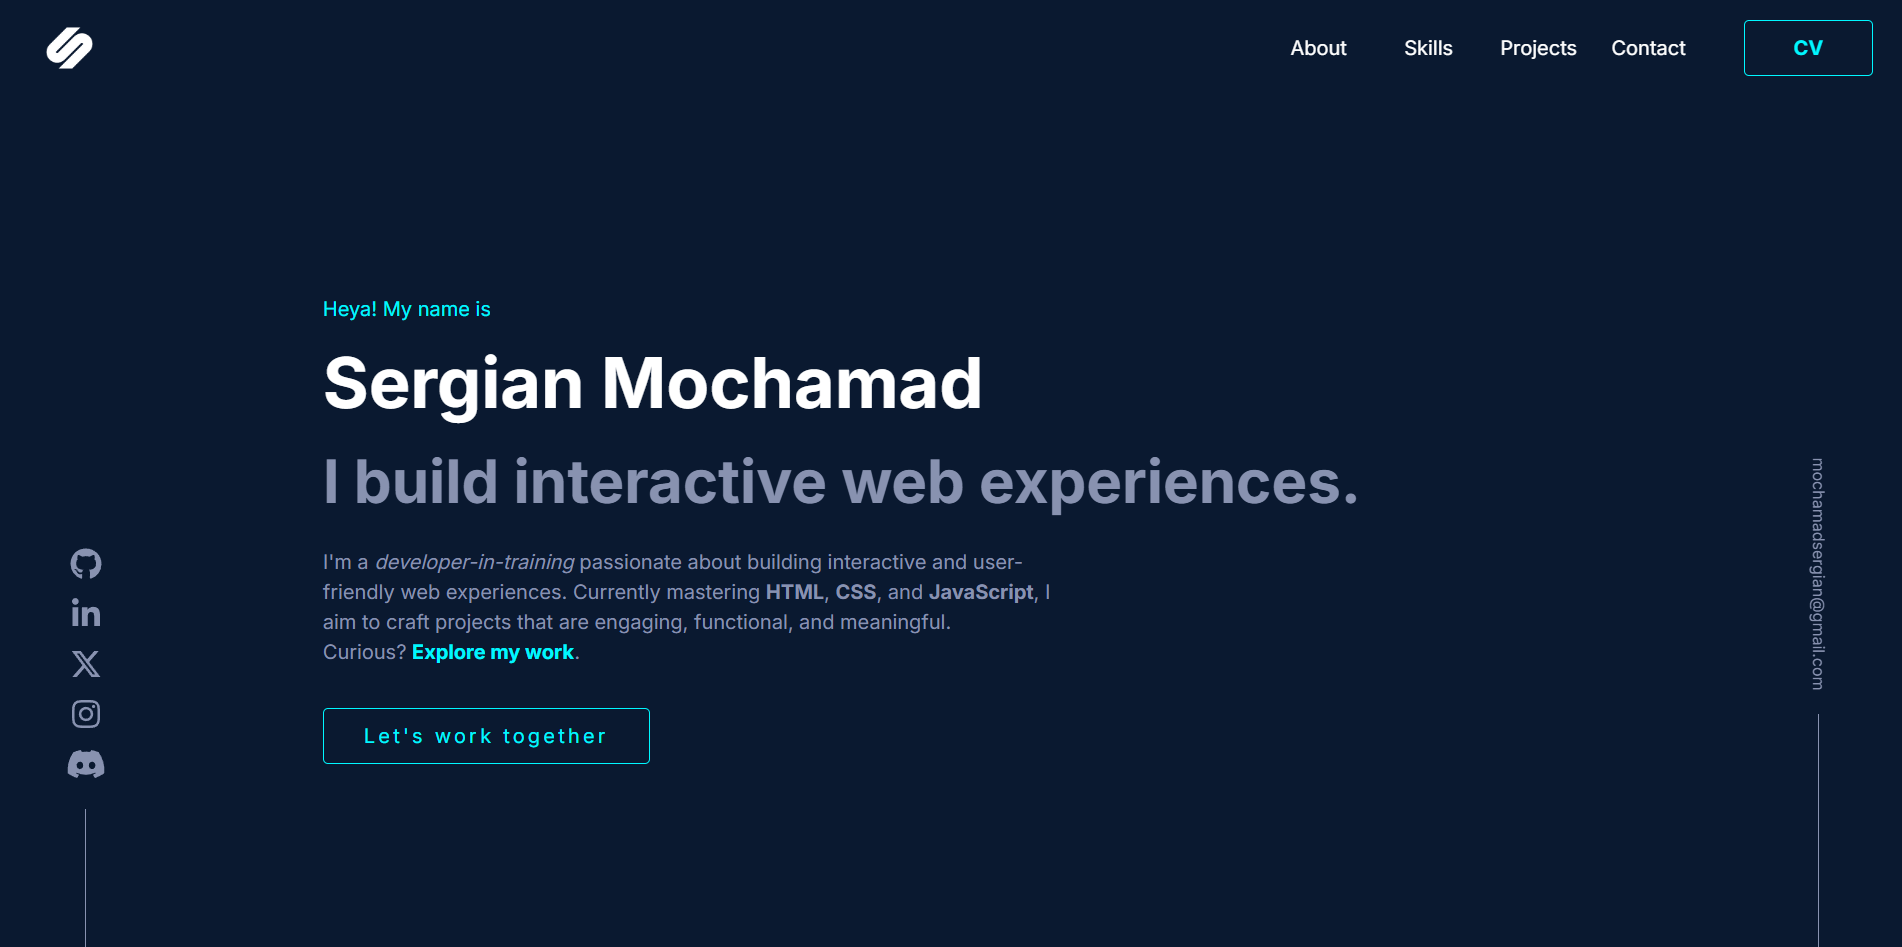 About Skills Projects Contact CV
Heya! My name is
Sergian Mochamad
I build interactive web experiences.
I'm a developer-in-training passionate about building interactive and user-
friendly web experiences. Currently mastering HTML, CSS, and JavaScript, I
aim to craft projects that are engaging, functional, and meaningful.
Curious? Explore my work.
Let's work together
mochamadsergian@gmail.com